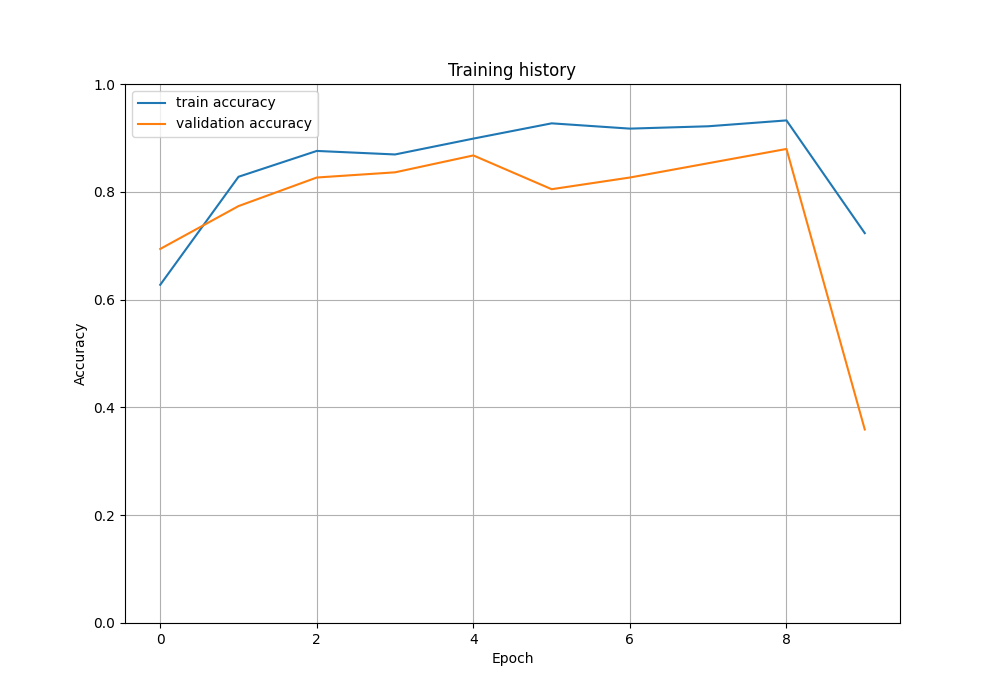 Training history
train accuracy
validation accuracy
1.0
0.8
0.6
0.4
0.2
0.0
Accuracy
0 2 4 6 8
Epoch